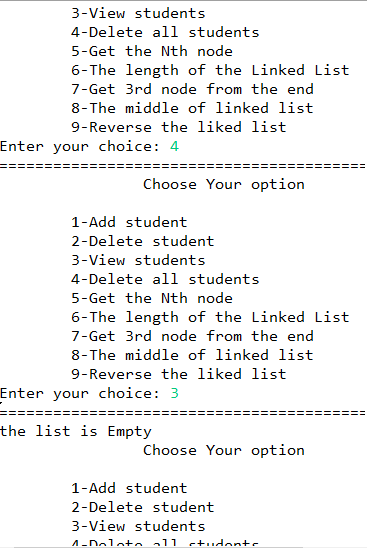 3-View students
4-Delete all students
5-Get the Nth node
6-The length of the Linked List
7-Get 3rd node from the end
8-The middle of linked list
9-Reverse the liked list
Enter your choice: 4
=========================================
Choose Your option
1-Add student
2-Delete student
3-View students
4-Delete all students
5-Get the Nth node
6-The length of the Linked List
7-Get 3rd node from the end
8-The middle of linked list
9-Reverse the liked list
Enter your choice: 3
=========================================
the list is Empty
Choose Your option
1-Add student
2-Delete student
3-View students
4-Delete all students